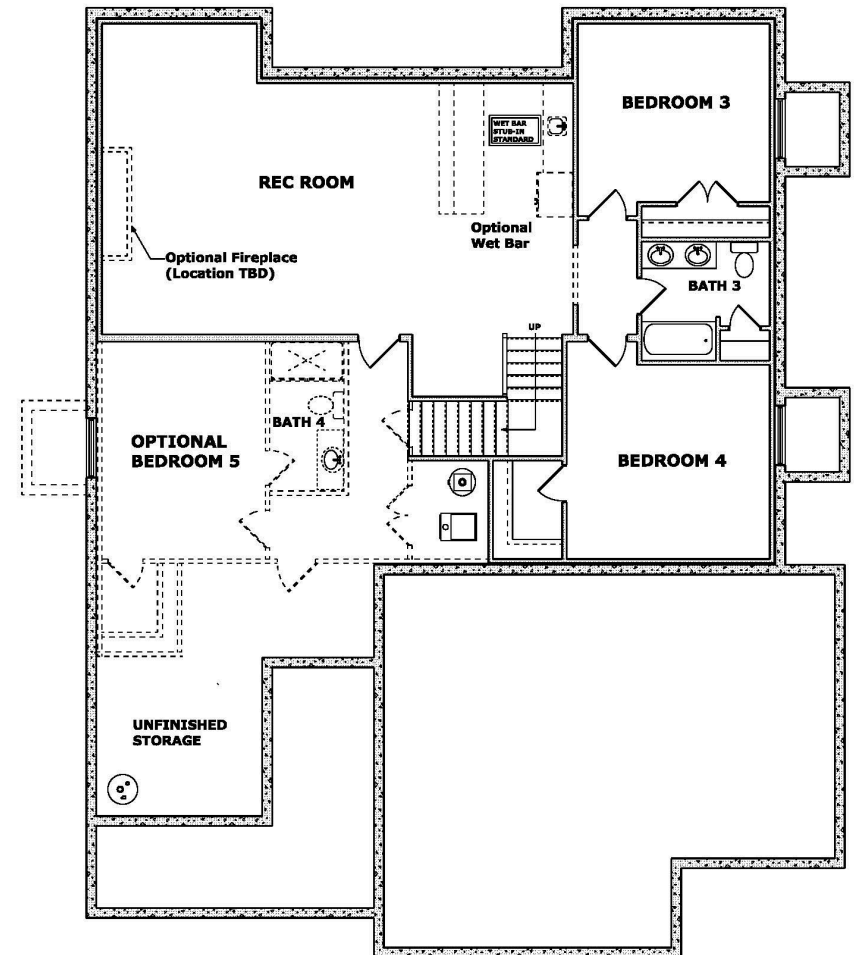 BEDROOM 3
WET BAR
STUB-IN
STANDARD
REC ROOM
Optional
Wet Bar
Optional Fireplace
(Location TBD)
BATH 3
UP
BATH 4
OPTIONAL
BEDROOM 5
BEDROOM 4
UNFINISHED
STORAGE